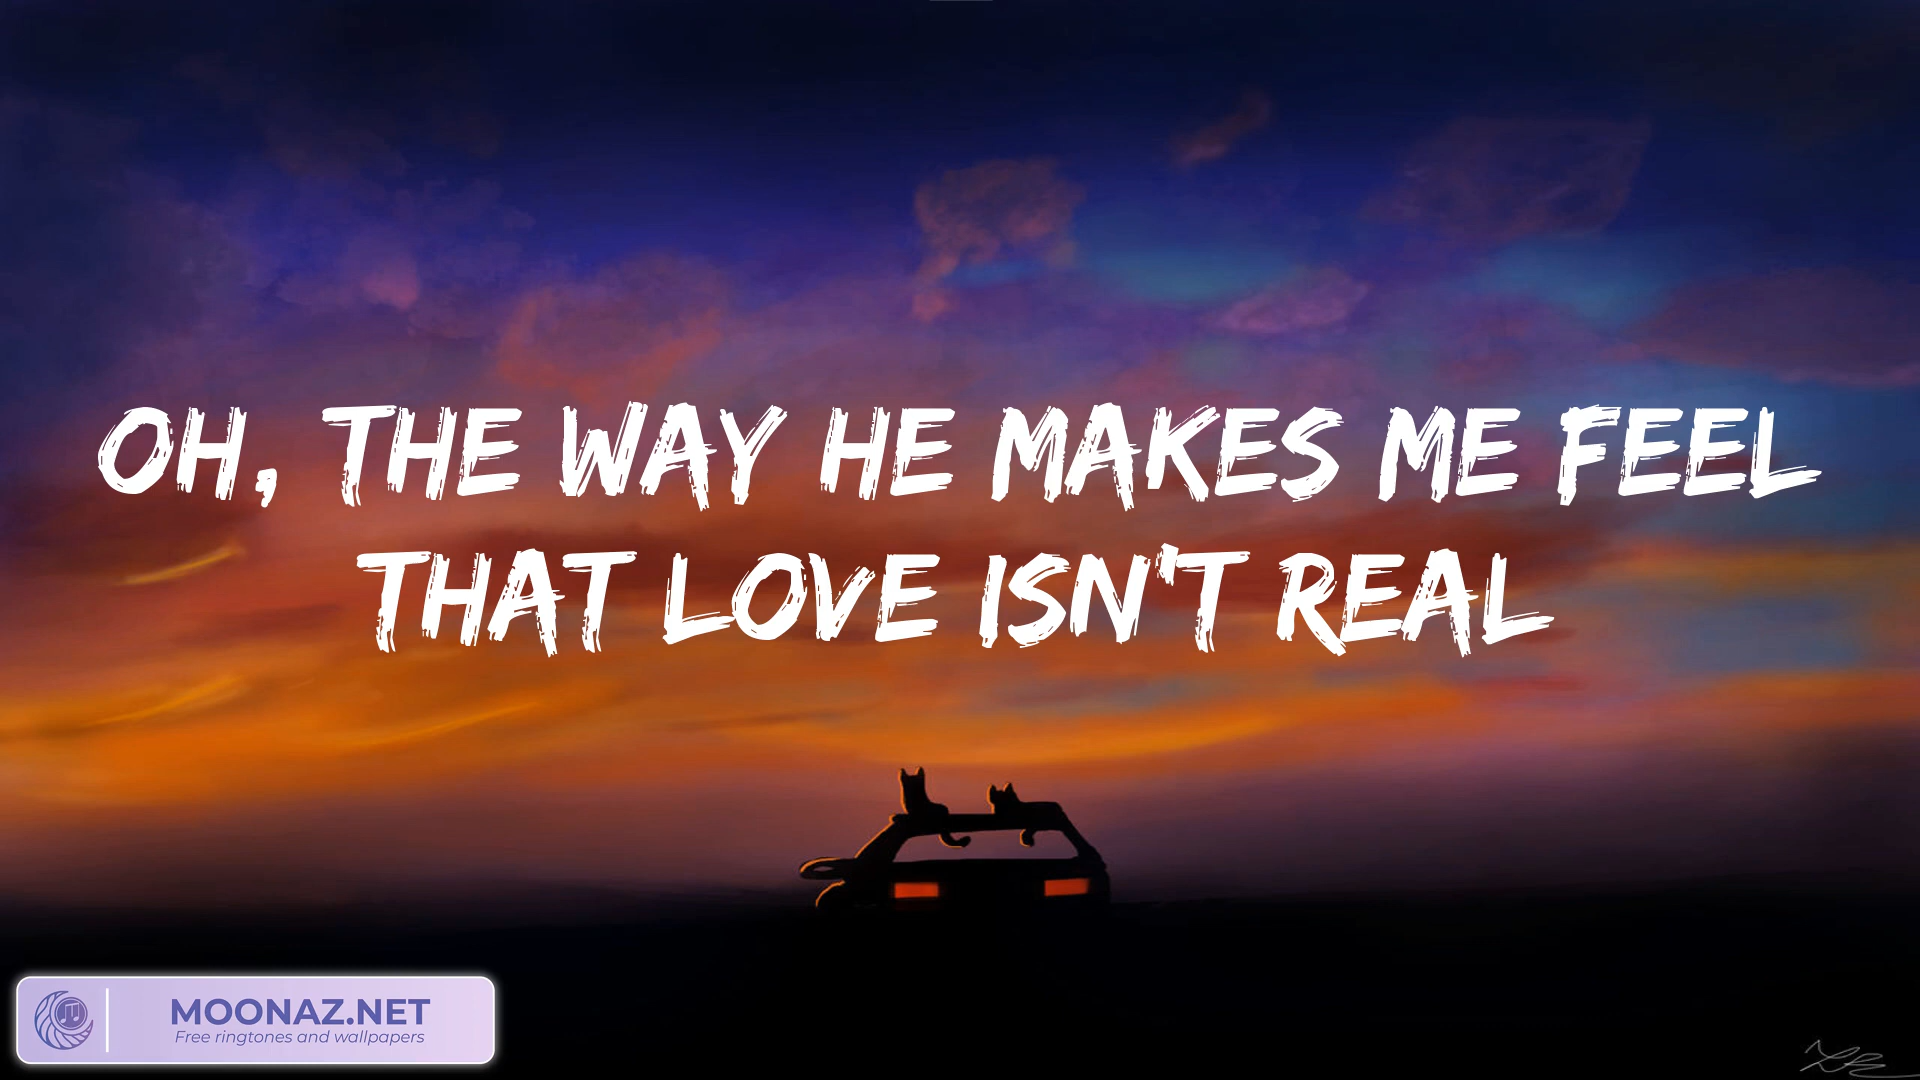 OH, THE WAY HE MAKES ME FEEL
THAT LOVE ISN'T REAL
MOONAZ.NET
Free ringtones and wallpapers